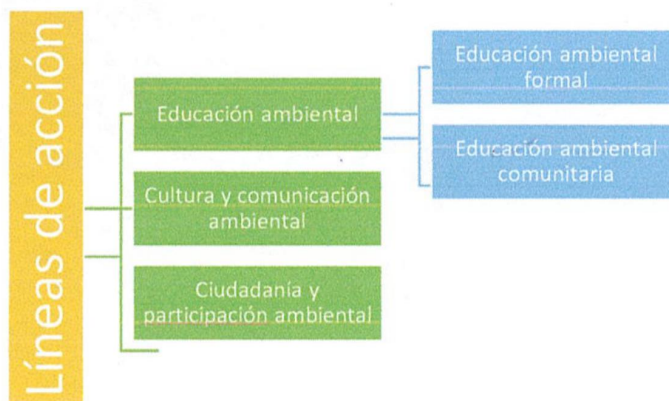 Líneas de acción
Educación ambiental
Educación ambiental
formal
Educación ambiental
comunitaria
Cultura y comunicación
ambiental
Ciudadanía y
participación ambiental